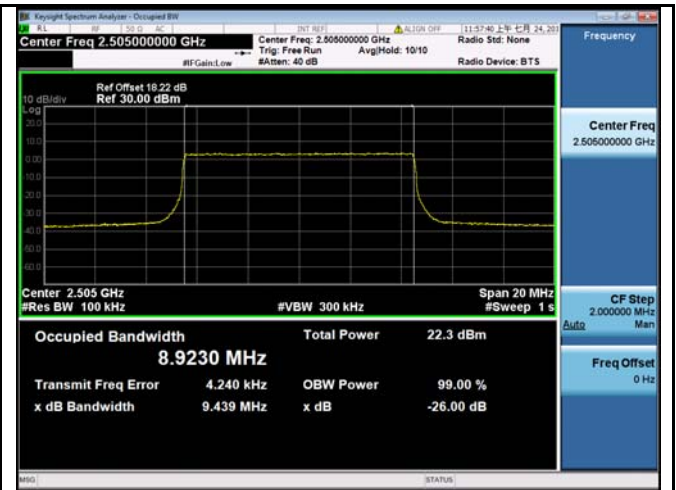 Keysight Spectrum Analyzer - Occupied BW
RL RF 50 Ω AC INT REF ALIGN OFF 11:57:40 上午 七月 24, 201
Center Freq 2.505000000 GHz
Center Freq: 2.505000000 GHz
Radio Std: None
Trig: Free Run Avg|Hold: 10/10
#IFGain:Low #Atten: 40 dB Radio Device: BTS
Frequency
Ref Offset 18.22 dB
10 dB/div Ref 30.00 dBm
Log
20.0
10.0
0.00
-10.0
-20.0
-30.0
-40.0
-50.0
-60.0
Center 2.505 GHz Span 20 MHz
#Res BW 100 kHz #VBW 300 kHz #Sweep 1 s
Occupied Bandwidth Total Power 22.3 dBm
8.9230 MHz
Transmit Freq Error 4.240 kHz OBW Power 99.00 %
x dB Bandwidth 9.439 MHz x dB -26.00 dB
Center Freq
2.505000000 GHz
CF Step
2.000000 MHz
Auto Man
Freq Offset
0 Hz
MSG STATUS